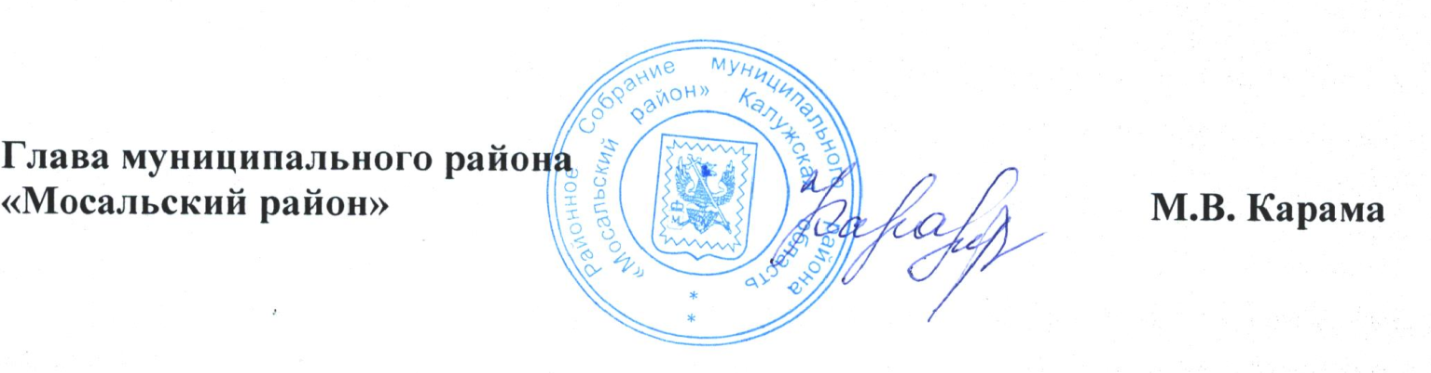 Глава муниципального района
«Мосальский район»
Районное Собрание муниципального района
«Мосальский район» Калужская область
* *
М.В. Карама